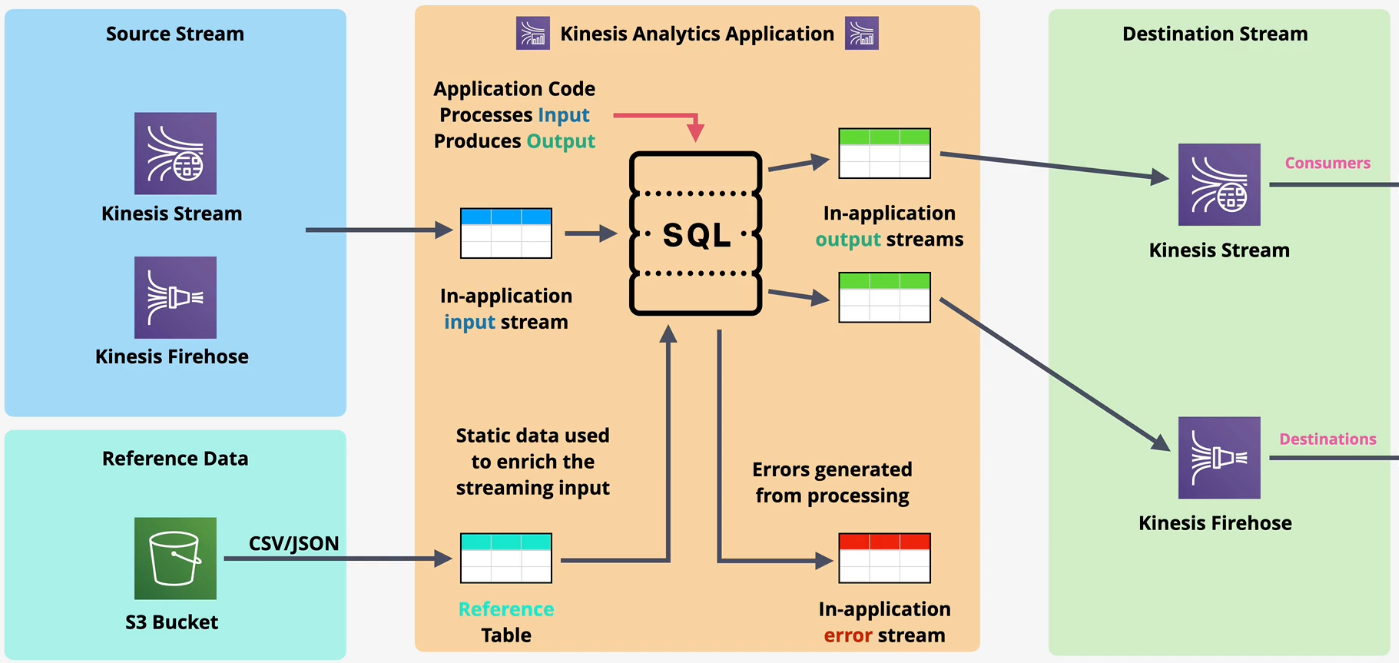 Source Stream
Kinesis Stream
Kinesis Firehose
Reference Data
S3 Bucket
CSV/JSON
Kinesis Analytics Application
Application Code
Processes Input
Produces Output
In-application
input stream
SQL
In-application
output streams
Static data used
to enrich the
streaming input
Reference
Table
Errors generated
from processing
In-application
error stream
Destination Stream
Kinesis Stream
Consumers
Kinesis Firehose
Destinations